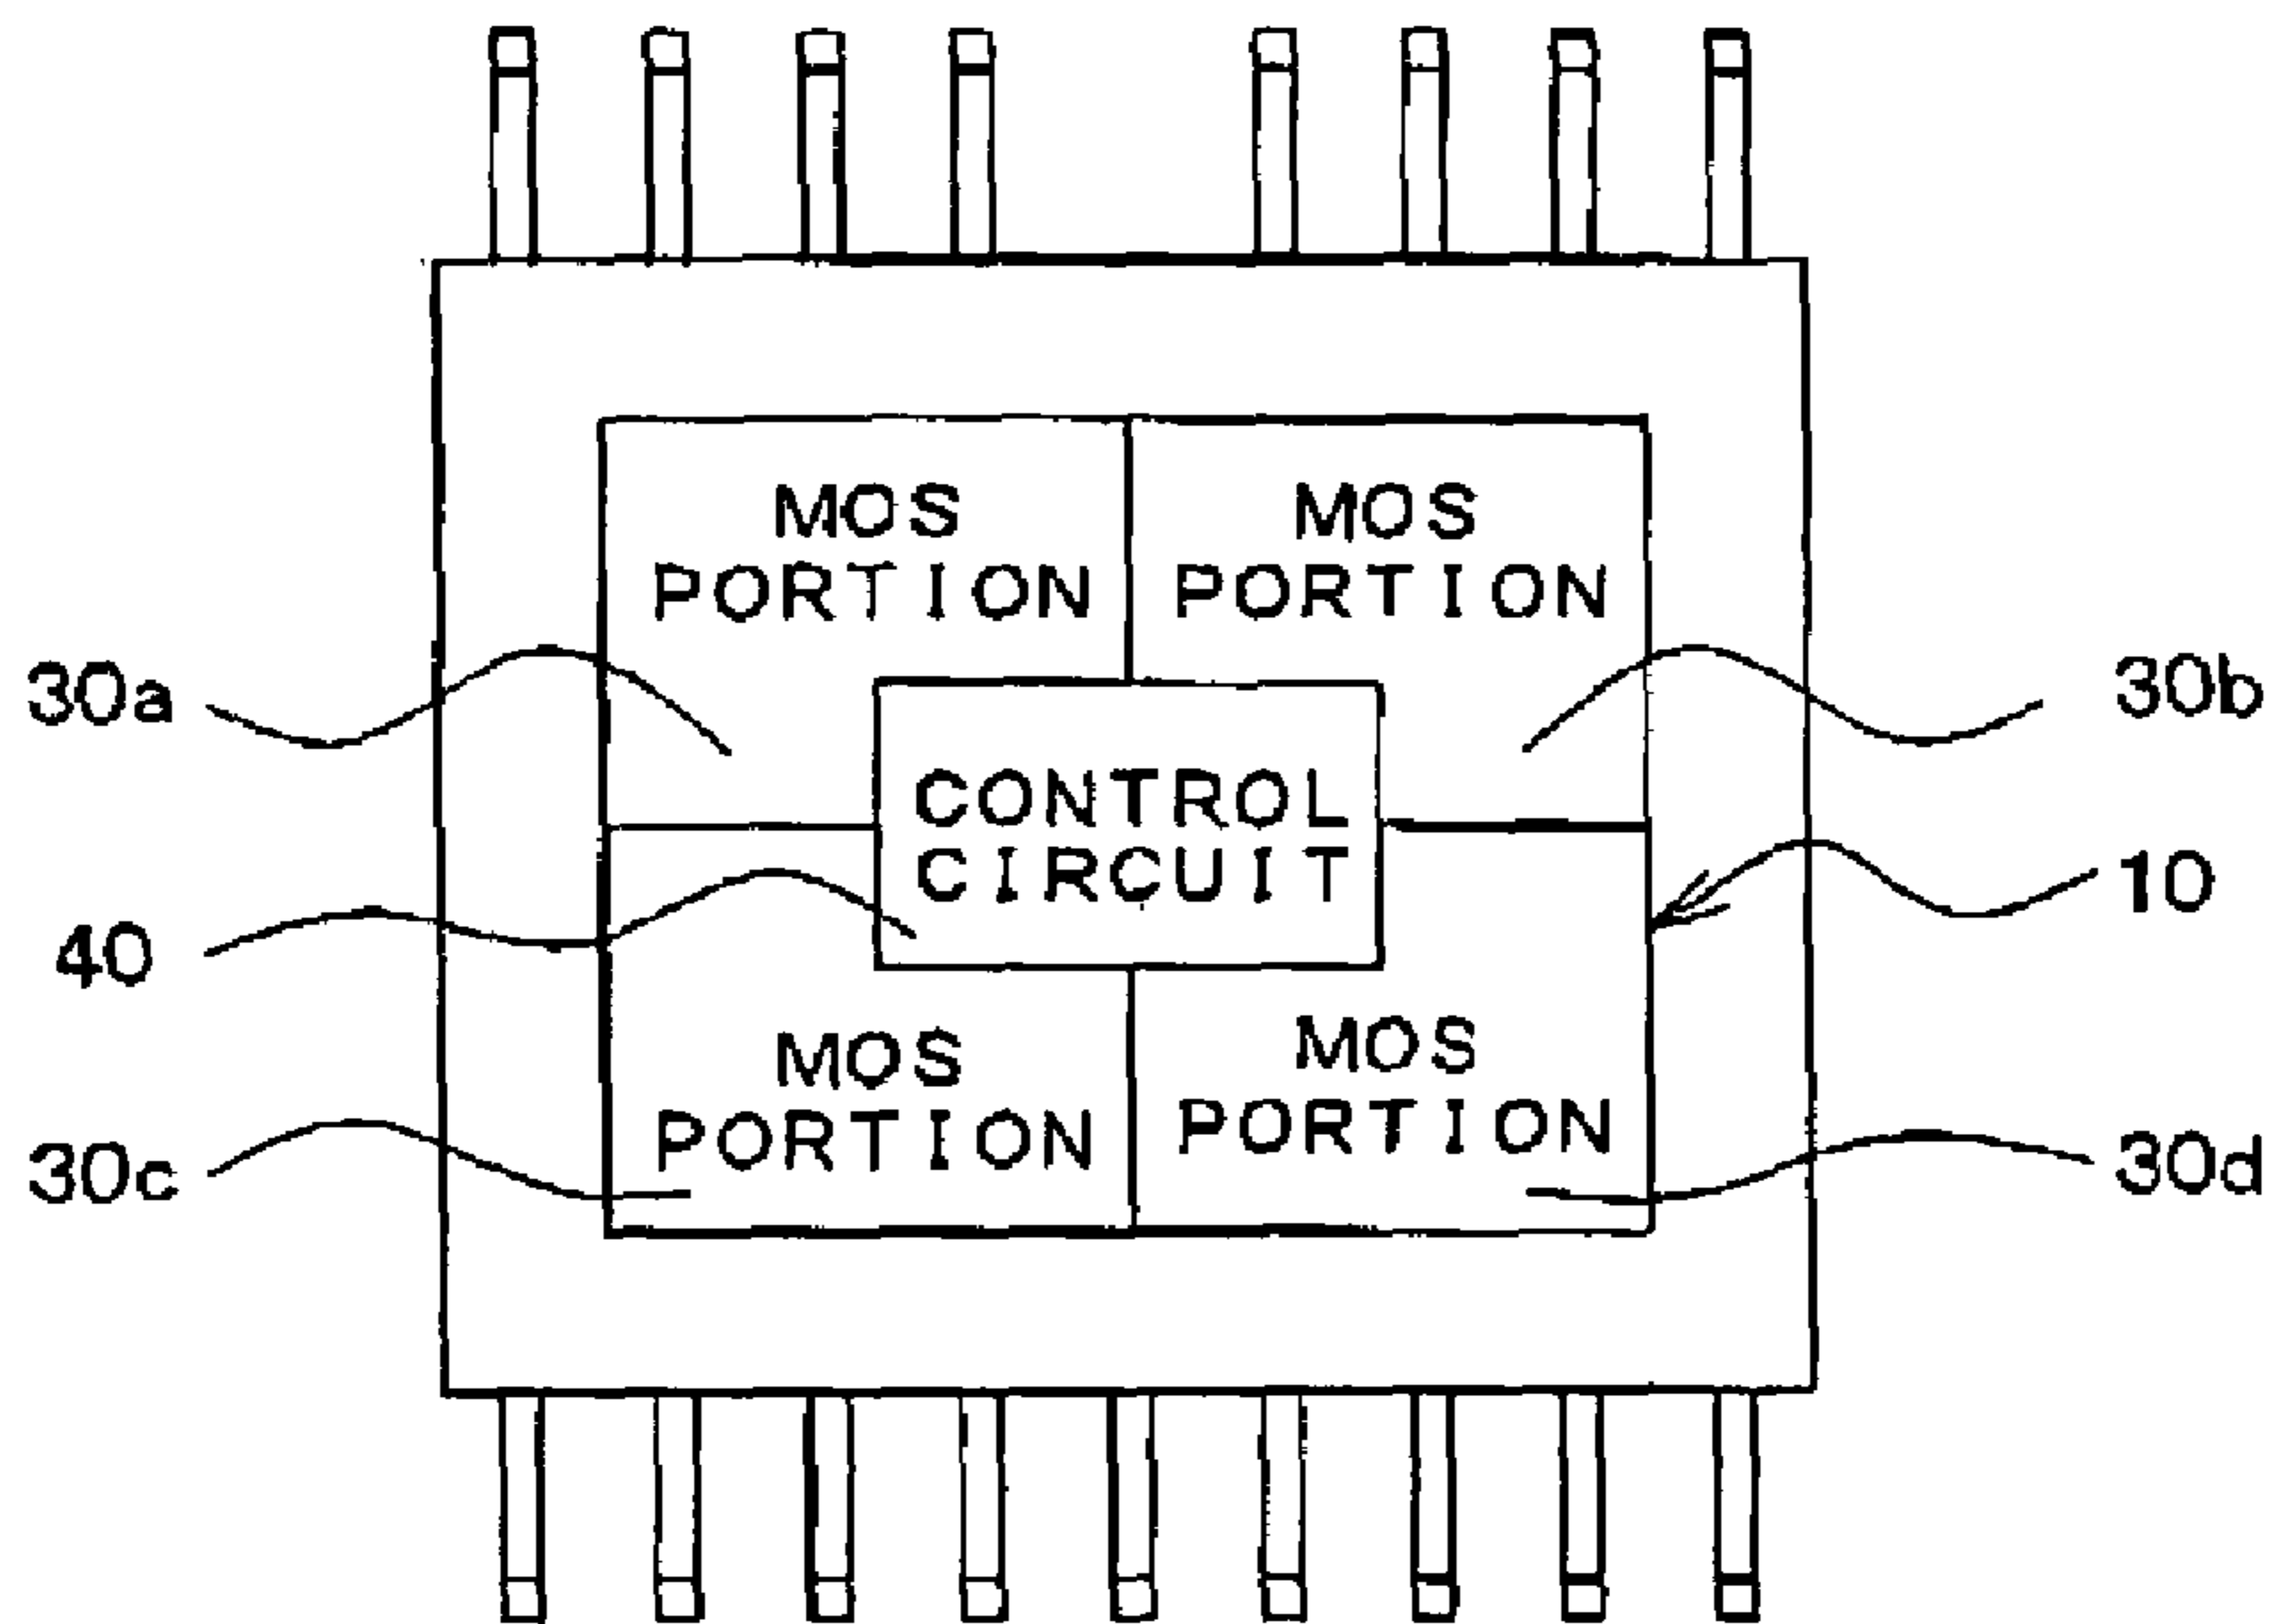 MOS
PORTION
MOS
PORTION
30a
30b
CONTROL
CIRCUIT
10
40
MOS
PORTION
MOS
PORTION
30c
30d